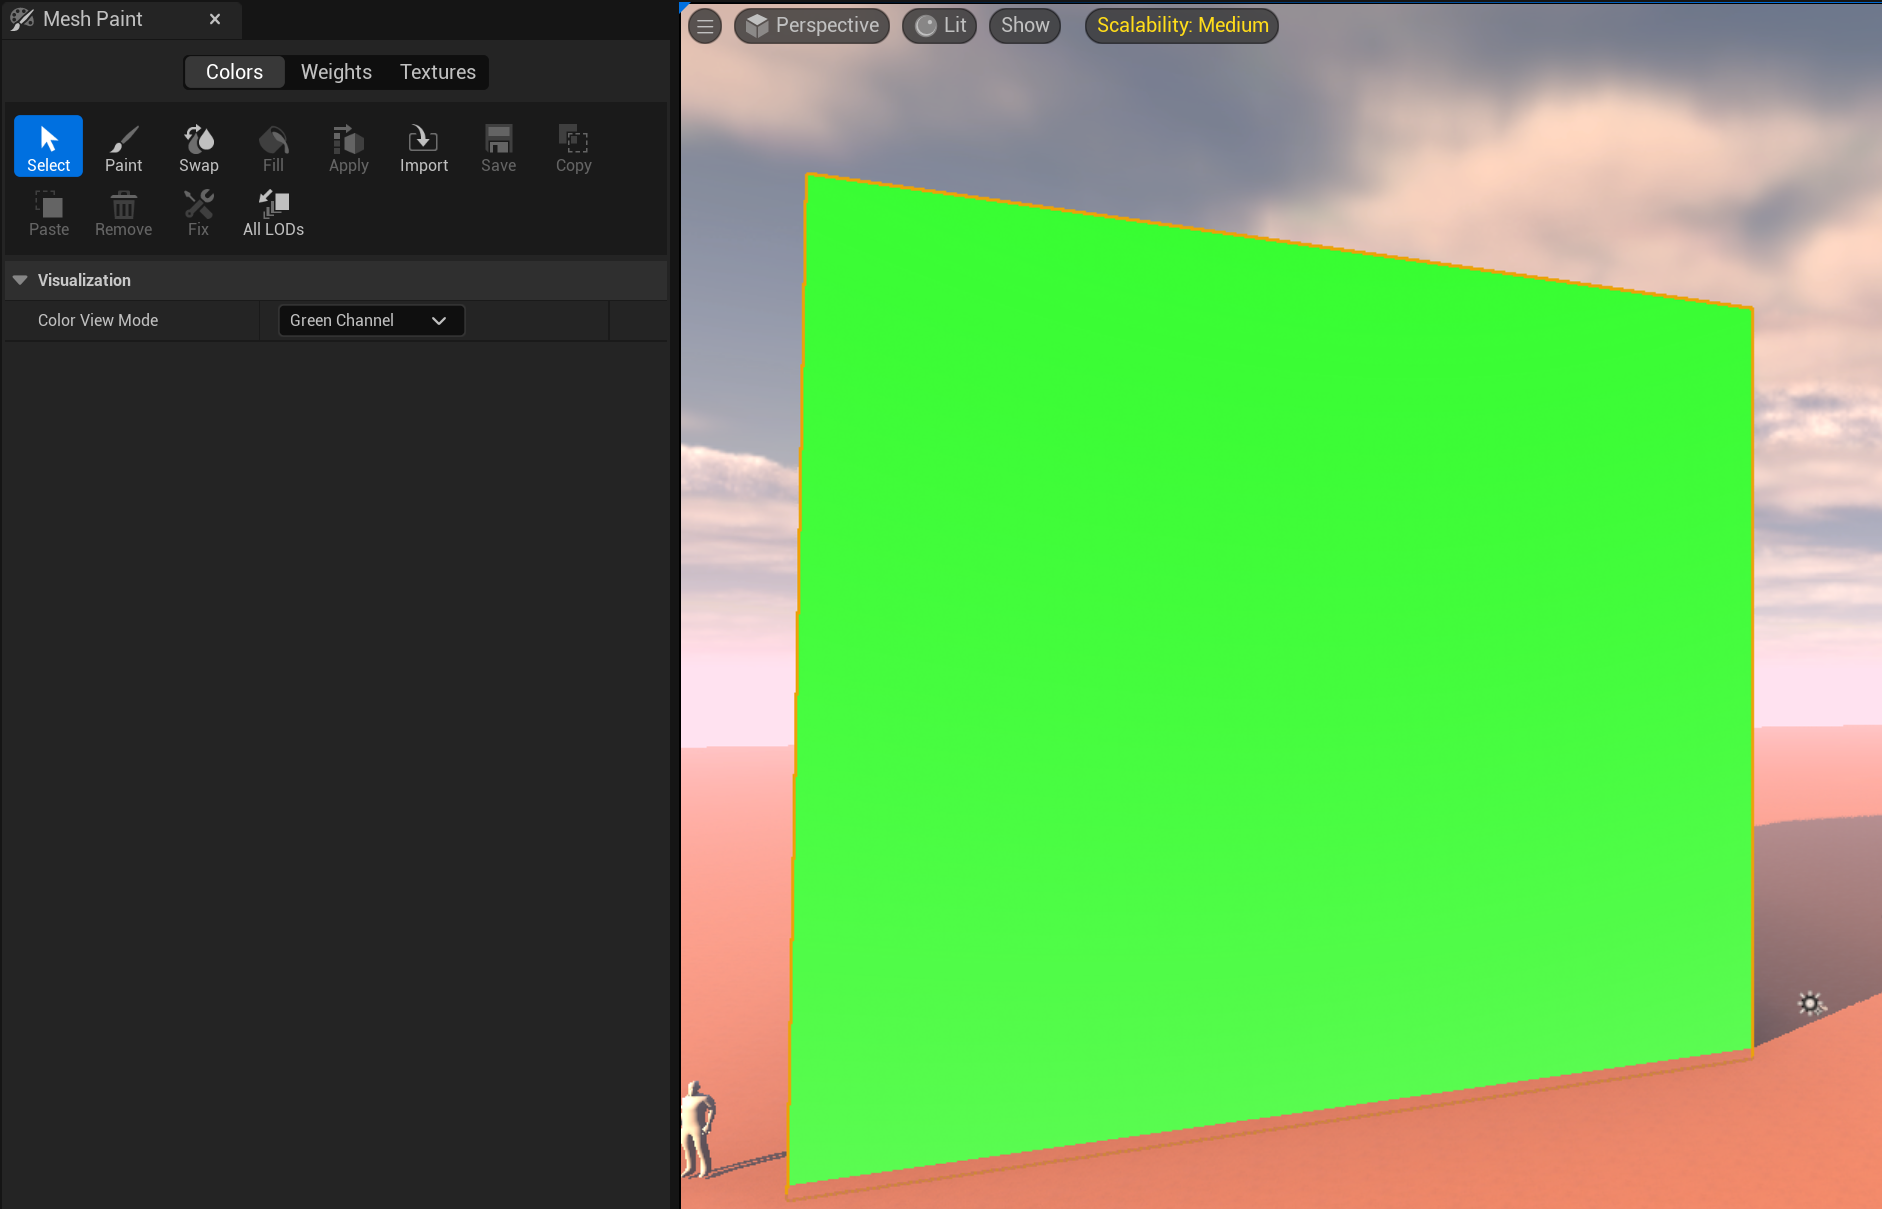 Mesh Paint
Colors Weights Textures
Select Paint Swap Fill Apply Import Save Copy
Paste Remove Fix All LODs
Visualization
Color View Mode Green Channel
Perspective Lit Show Scalability: Medium